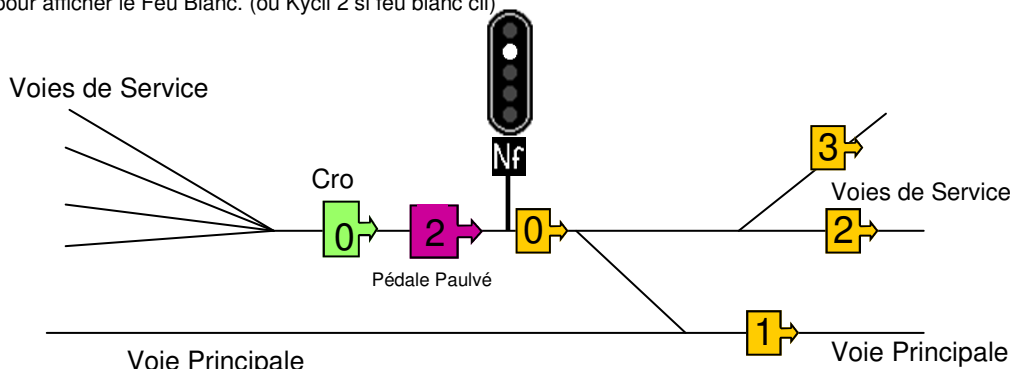 pour afficher le Feu Blanc. (ou Kycil 2 si feu blanc cli)
Voies de Service
Nf
3
Cro
Voies de Service
0
2
0
2
Pédale Paulvé
1
Voie Principale
Voie Principale